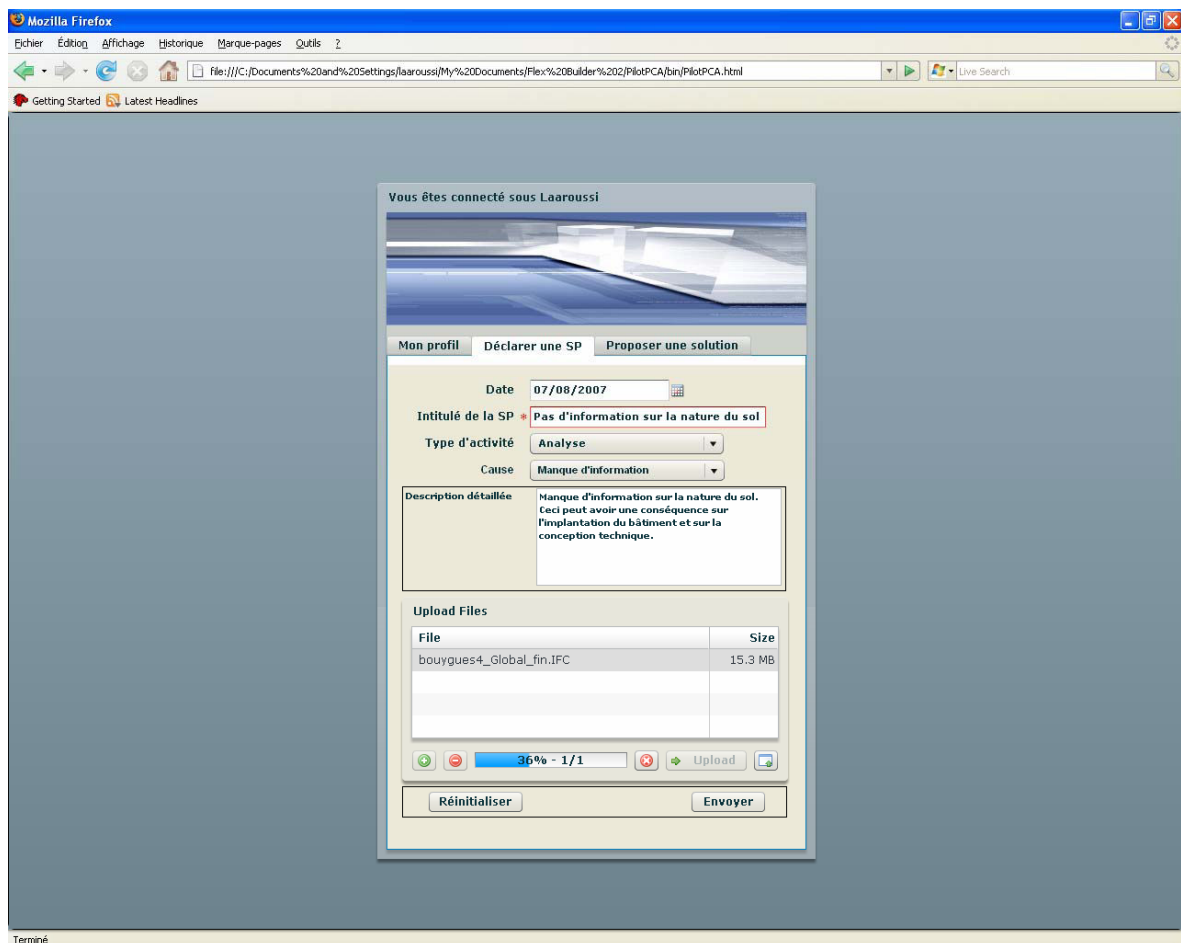 Mozilla Firefox
Fichier Édition Affichage Historique Marque-pages Outils ?
file:///C:/Documents%20and%20Settings/laaroussi/My%20Documents/Flex%20Builder%202/PilotPCA/bin/PilotPCA.html
Live Search
Getting Started Latest Headlines
Vous êtes connecté sous Laaroussi
Mon profil Déclarer une SP Proposer une solution
Date 07/08/2007
Intitulé de la SP * Pas d'information sur la nature du sol
Type d'activité Analyse
Cause Manque d'information
Description détaillée Manque d'information sur la nature du sol.
Ceci peut avoir une conséquence sur
l'implantation du bâtiment et sur la
conception technique.
Upload Files
File Size
bouygues4_Global_fin.IFC 15.3 MB
36% - 1/1 Upload
Réinitialiser Envoyer
Terminé